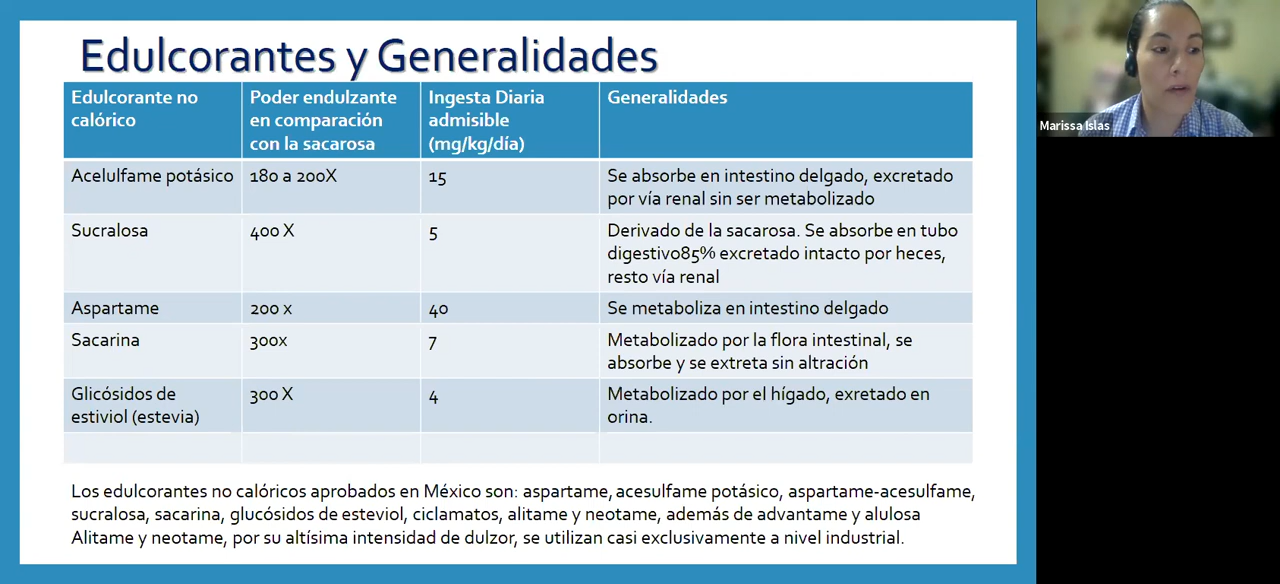 Edulcorantes y Generalidades
Edulcorante no
calórico
Poder endulzante
en comparación
con la sacarosa
Ingesta Diaria
admisible
(mg/kg/día)
Generalidades
Acelulfame potásico
180 a 200X
15
Se absorbe en intestino delgado, excretado
por vía renal sin ser metabolizado
Sucralosa
400 X
5
Derivado de la sacarosa. Se absorbe en tubo
digestivo85% excretado intacto por heces,
resto vía renal
Aspartame
200 x
40
Se metaboliza en intestino delgado
Sacarina
300x
7
Metabolizado por la flora intestinal, se
absorbe y se extreta sin altración
Glicósidos de
estiviol (estevia)
300 X
4
Metabolizado por el hígado, exretado en
orina.
Los edulcorantes no calóricos aprobados en México son: aspartame, acesulfame potásico, aspartame-acesulfame,
sucralosa, sacarina, glucósidos de esteviol, ciclamatos, alitame y neotame, además de advantame y alulosa
Alitame y neotame, por su altísima intensidad de dulzor, se utilizan casi exclusivamente a nivel industrial.
Marissa Islas